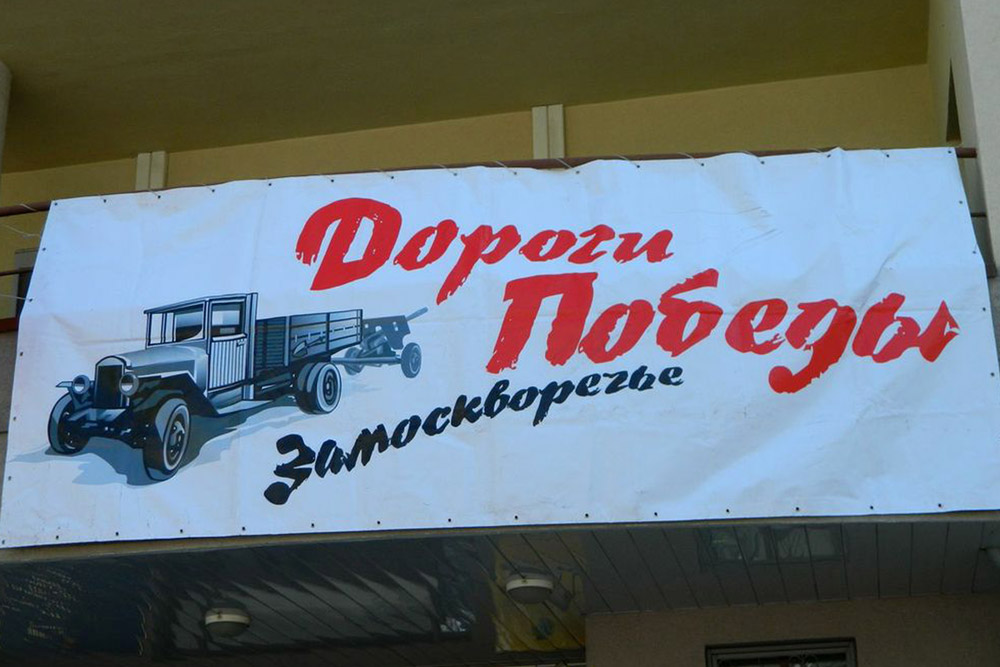 Дороги
Победы
Замоскворечье